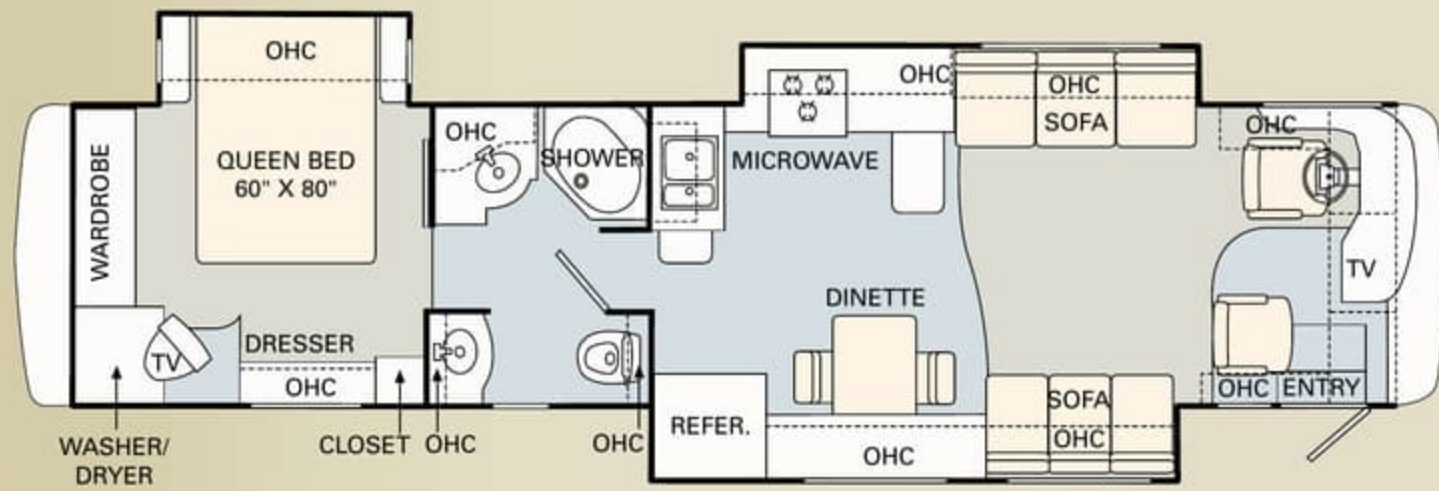 OHC
QUEEN BED
60" X 80"
WARDROBE
TV
DRESSER
OHC
WASHER/
DRYER
CLOSET
OHC
OHC
OHC
SHOWER
MICROWAVE
OHC
OHC
SOFA
DINETTE
REFER.
OHC
SOFA
OHC
OHC
TV
OHC
ENTRY